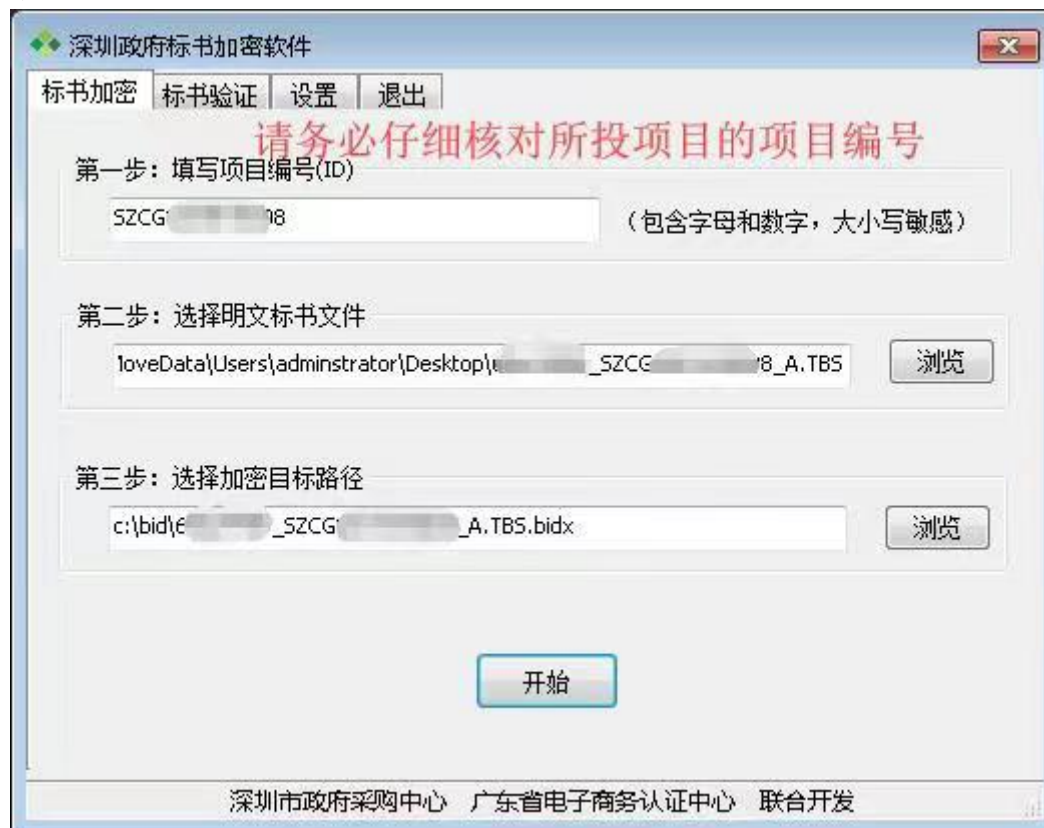 深圳政府标书加密软件
标书加密 标书验证 设置 退出
请务必仔细核对所投项目的项目编号
第一步：填写项目编号(ID)
SZCG 08 （包含字母和数字，大小写敏感）
第二步：选择明文标书文件
loveData\Users\adminstrator\Desktop\ _SZCG 8_A.TBS 浏览
第三步：选择加密目标路径
c:\bid\6 _SZCG _A.TBS.bidx 浏览
开始
深圳市政府采购中心 广东省电子商务认证中心 联合开发